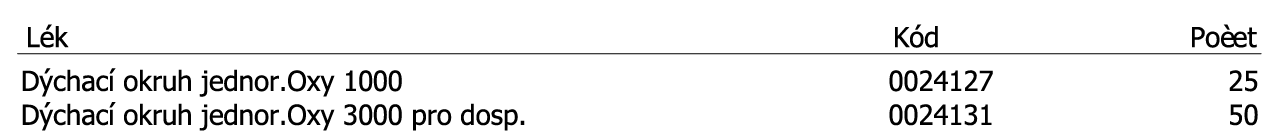 Lék Kód Poèet
Dýchací okruh jednor.Oxy 1000 0024127 25
Dýchací okruh jednor.Oxy 3000 pro dosp. 0024131 50